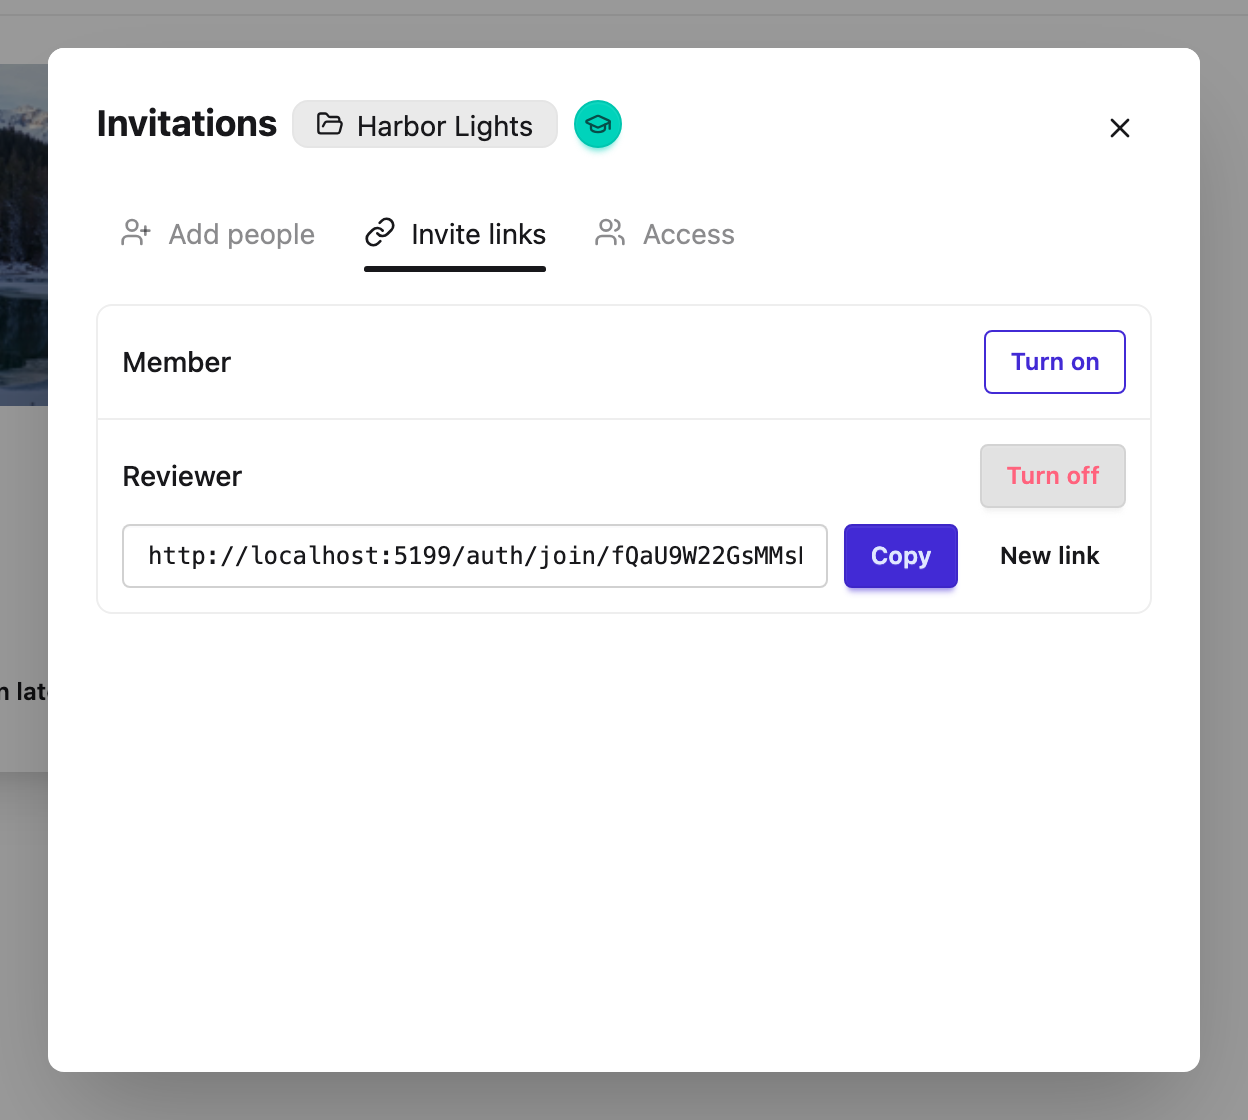 Invitations
Harbor Lights
Add people
Invite links
Access
Member
Turn on
Reviewer
Turn off
http://localhost:5199/auth/join/fQaU9W22GsMMs
Copy
New link